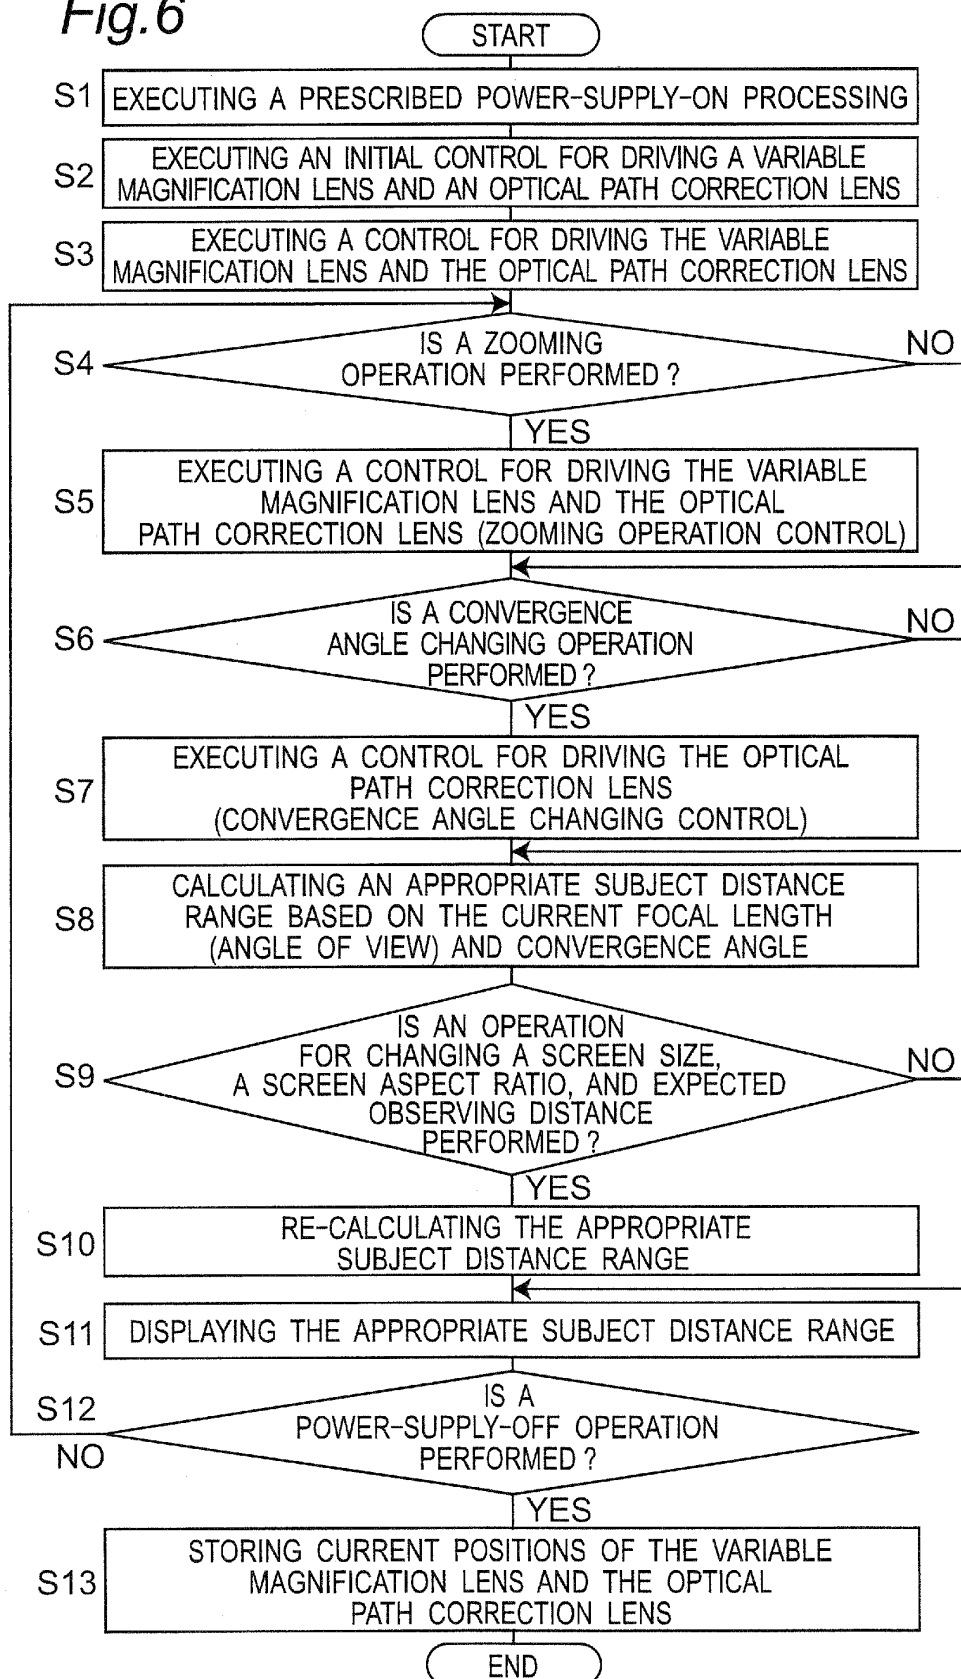 Fig.6
START
S1
EXECUTING A PRESCRIBED POWER-SUPPLY-ON PROCESSING
S2
EXECUTING AN INITIAL CONTROL FOR DRIVING A VARIABLE
MAGNIFICATION LENS AND AN OPTICAL PATH CORRECTION LENS
S3
EXECUTING A CONTROL FOR DRIVING THE VARIABLE
MAGNIFICATION LENS AND THE OPTICAL PATH CORRECTION LENS
S4
IS A ZOOMING
OPERATION PERFORMED?
NO
YES
S5
EXECUTING A CONTROL FOR DRIVING THE VARIABLE
MAGNIFICATION LENS AND THE OPTICAL
PATH CORRECTION LENS (ZOOMING OPERATION CONTROL)
S6
IS A CONVERGENCE
ANGLE CHANGING OPERATION
PERFORMED?
NO
YES
S7
EXECUTING A CONTROL FOR DRIVING THE OPTICAL
PATH CORRECTION LENS
(CONVERGENCE ANGLE CHANGING CONTROL)
S8
CALCULATING AN APPROPRIATE SUBJECT DISTANCE
RANGE BASED ON THE CURRENT FOCAL LENGTH
(ANGLE OF VIEW) AND CONVERGENCE ANGLE
S9
IS AN OPERATION
FOR CHANGING A SCREEN SIZE,
A SCREEN ASPECT RATIO, AND EXPECTED
OBSERVING DISTANCE
PERFORMED?
NO
YES
S10
RE-CALCULATING THE APPROPRIATE
SUBJECT DISTANCE RANGE
S11
DISPLAYING THE APPROPRIATE SUBJECT DISTANCE RANGE
S12
IS A
POWER-SUPPLY-OFF OPERATION
PERFORMED?
NO
YES
S13
STORING CURRENT POSITIONS OF THE VARIABLE
MAGNIFICATION LENS AND THE OPTICAL
PATH CORRECTION LENS
END